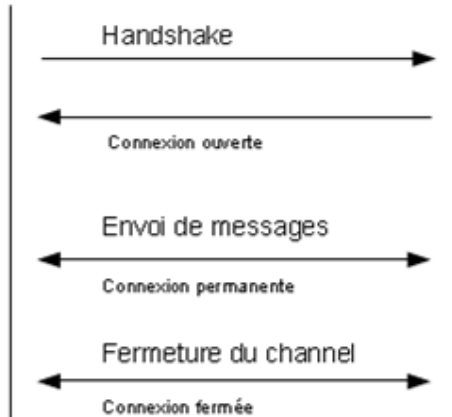 Handshake
Connexion ouverte
Envoi de messages
Connexion permanente
Fermeture du channel
Connexion fermée